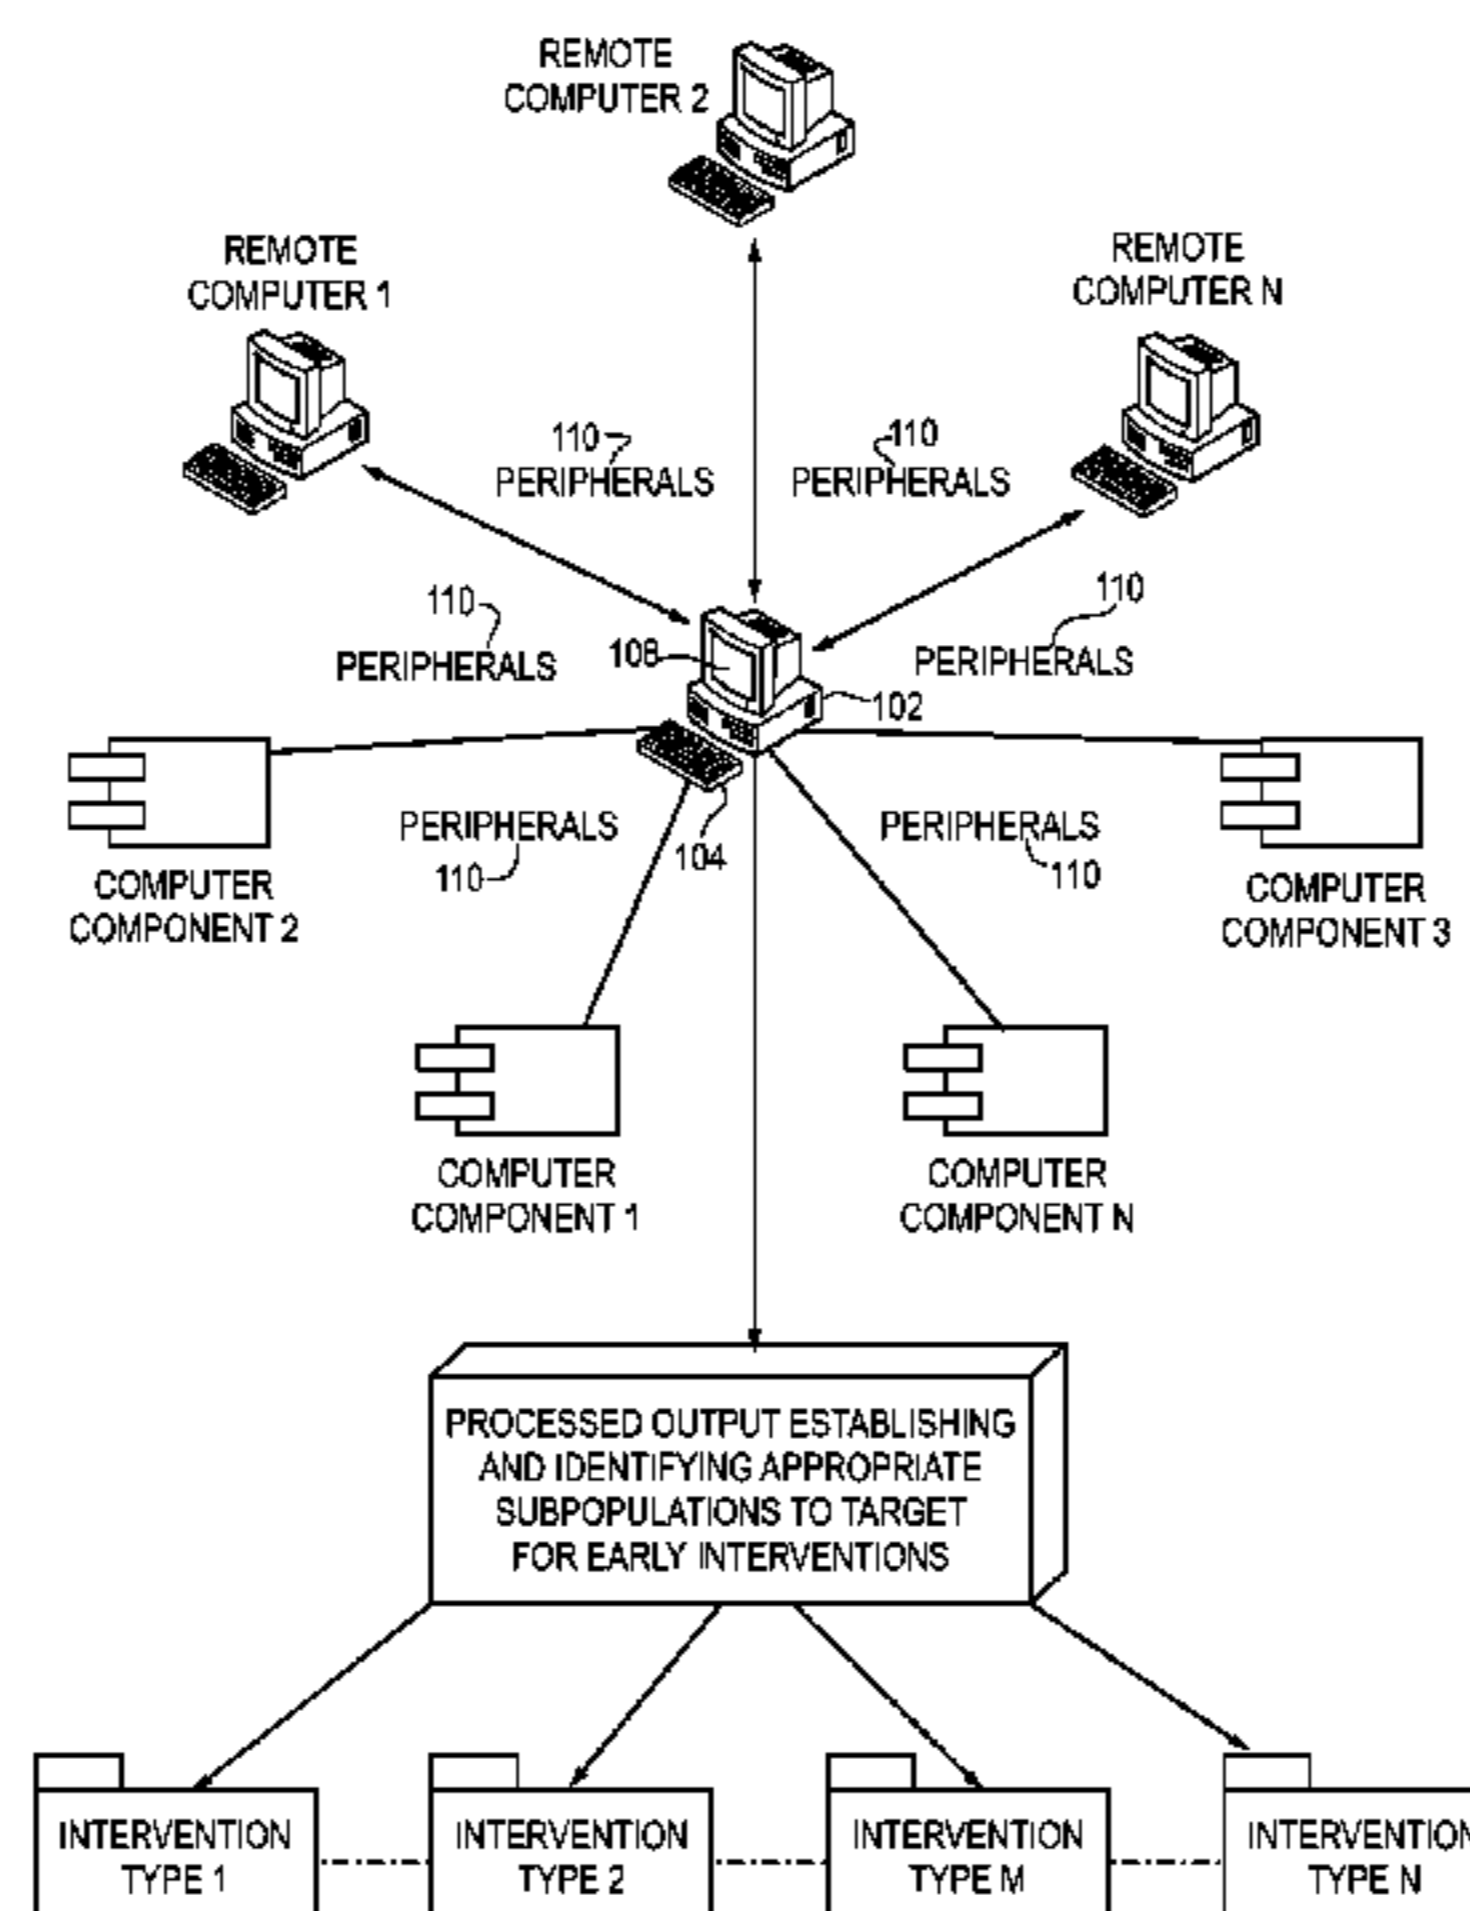 REMOTE
COMPUTER 2
REMOTE
COMPUTER 1
REMOTE
COMPUTER N
110
PERIPHERALS
110
PERIPHERALS
110
PERIPHERALS
108
110
PERIPHERALS
102
PERIPHERALS
110
104
PERIPHERALS
110
COMPUTER
COMPONENT 2
COMPUTER
COMPONENT 3
COMPUTER
COMPONENT 1
COMPUTER
COMPONENT N
PROCESSED OUTPUT ESTABLISHING
AND IDENTIFYING APPROPRIATE
SUBPOPULATIONS TO TARGET
FOR EARLY INTERVENTIONS
INTERVENTION
TYPE 1
INTERVENTION
TYPE 2
INTERVENTION
TYPE M
INTERVENTION
TYPE N